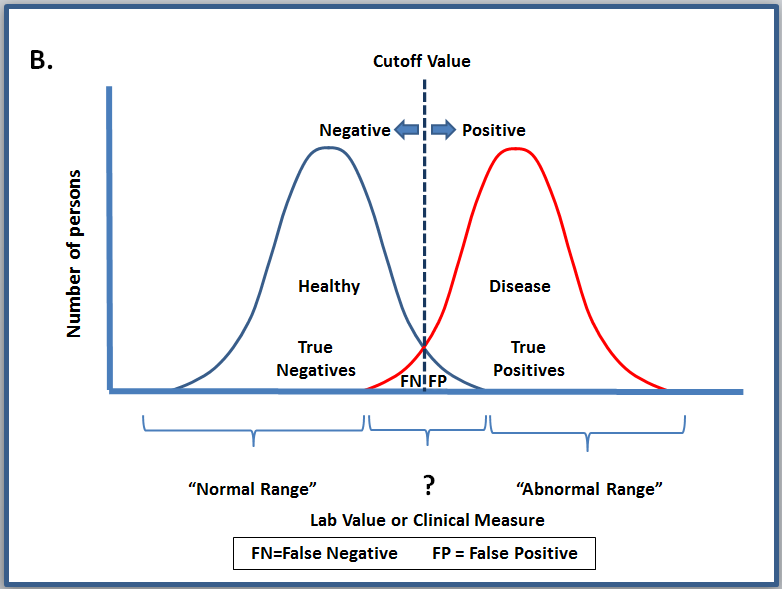 B.
Cutoff Value
Negative Positive
Number of persons
Healthy
Disease
True
Negatives
True
Positives
FN FP
"Normal Range"
?
"Abnormal Range"
Lab Value or Clinical Measure
FN=False Negative FP = False Positive